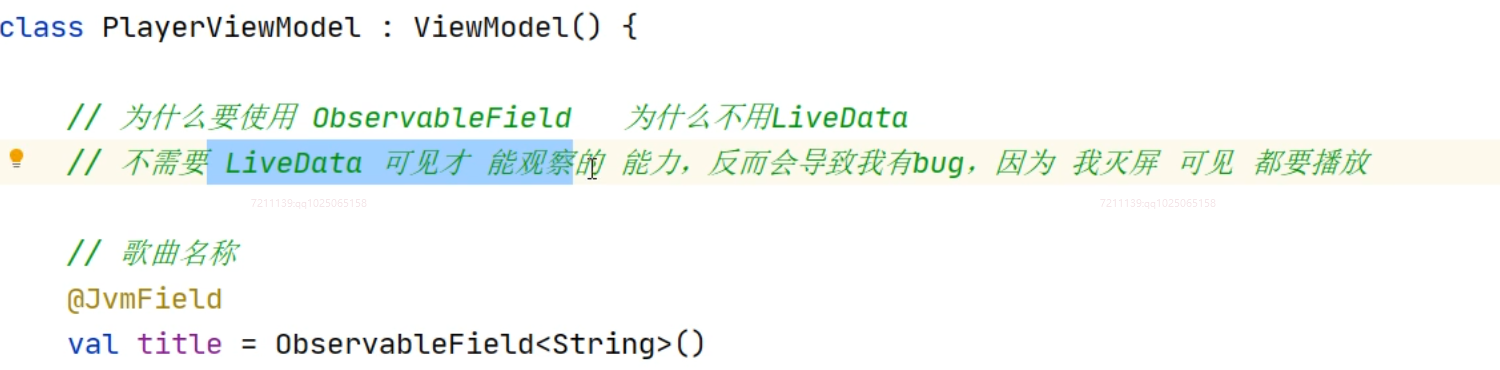 class PlayerViewModel : ViewModel() {
// 为什么要使用 ObservableField 为什么不用LiveData
// 不需要 LiveData 可见才 能观察的 能力，反而会导致我有bug，因为 我灭屏 可见 都要播放
7211139:qq1025065158 7211139:qq1025065158
// 歌曲名称
@JvmField
val title = ObservableField<String>()